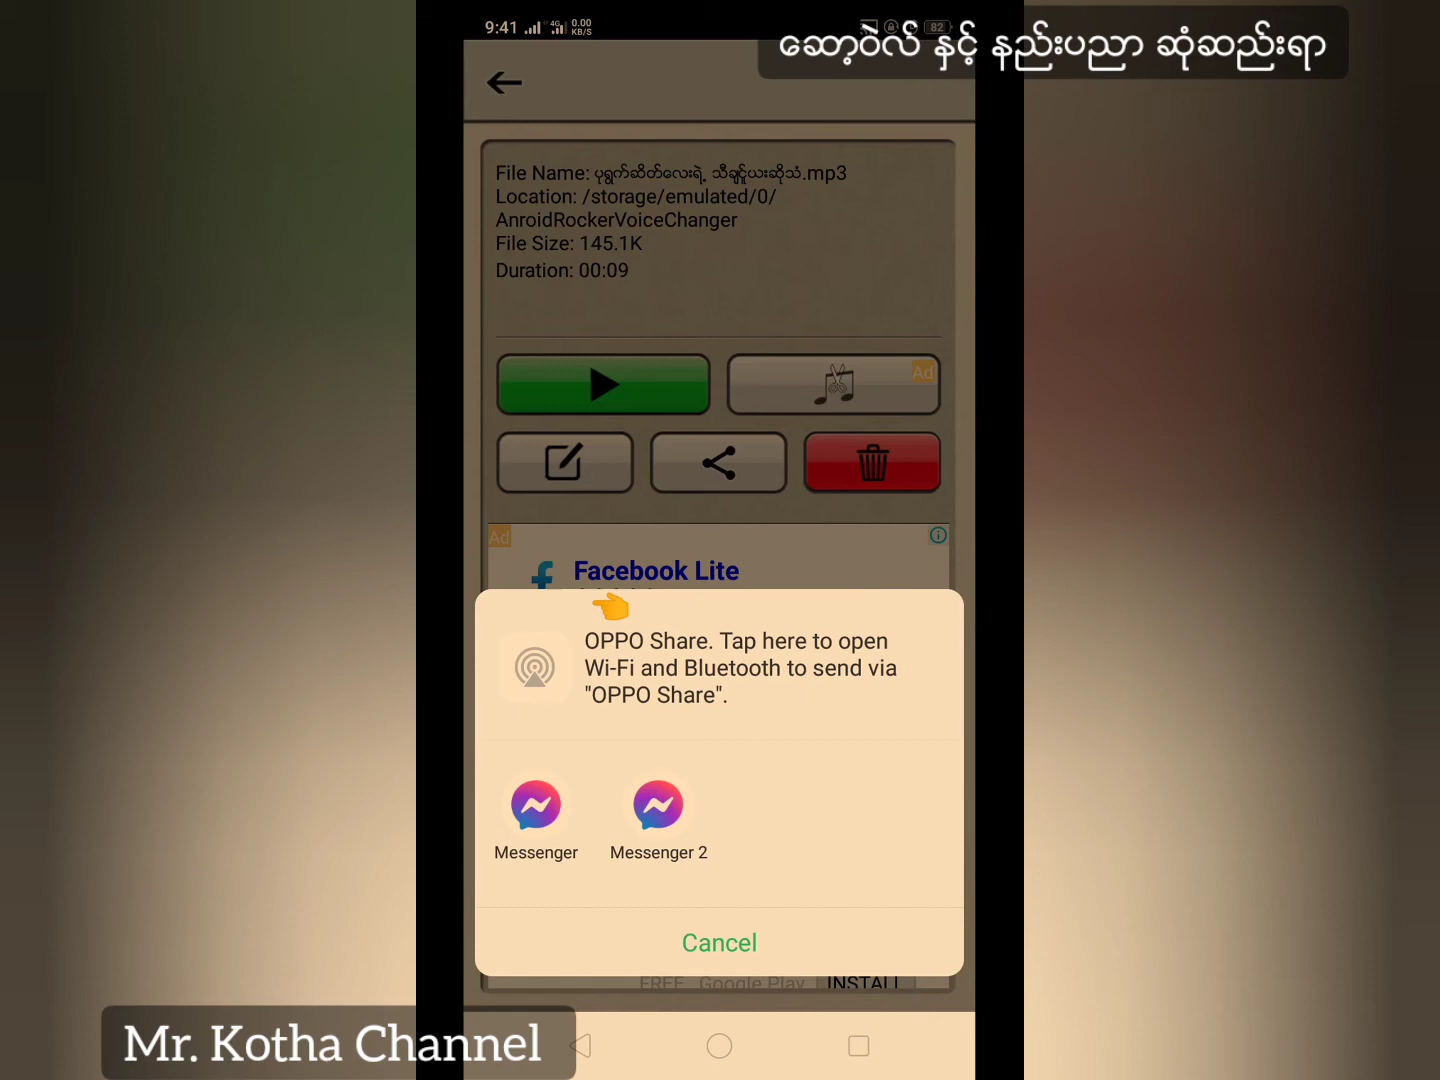 9:41
4G
0.00
KB/S
82
ဆော့ဝဲလ် နှင့် နည်းပညာ ဆုံဆည်းရာ
File Name: ပုရွက်ဆိတ်လေးရဲ့ သီချင်းယးဆိုသံ.mp3
Location: /storage/emulated/0/
AnroidRockerVoiceChanger
File Size: 145.1K
Duration: 00:09
Ad
Ad
Facebook Lite
OPPO Share. Tap here to open
Wi-Fi and Bluetooth to send via
"OPPO Share".
Messenger
Messenger 2
Cancel
FREE Google Play INSTALL
Mr. Kotha Channel